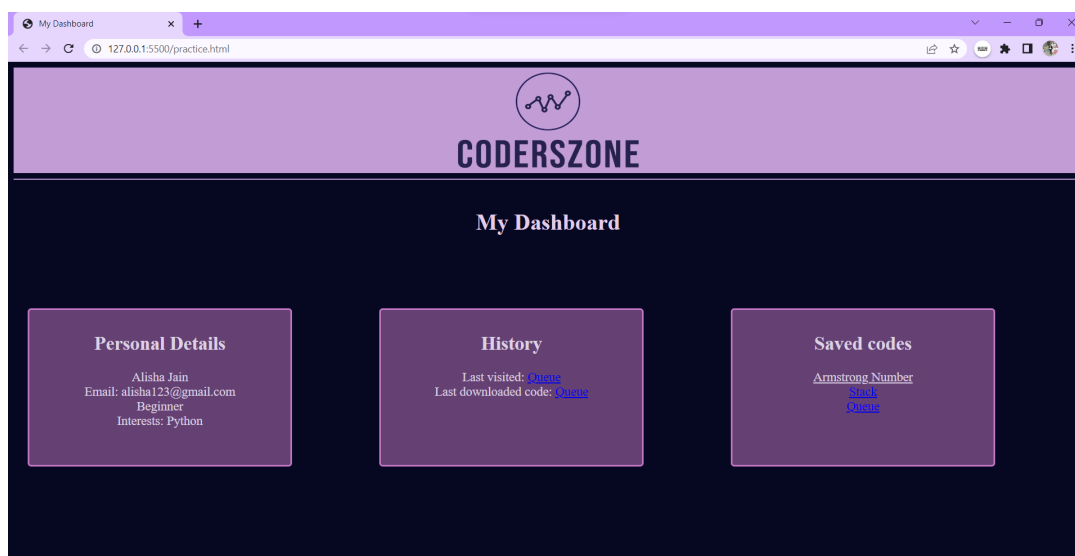 My Dashboard
127.0.0.1:5500/practice.html
CODERSZONE
My Dashboard
Personal Details
Alisha Jain
Email: alisha123@gmail.com
Beginner
Interests: Python
History
Last visited: Queue
Last downloaded code: Queue
Saved codes
Armstrong Number
Stack
Queue